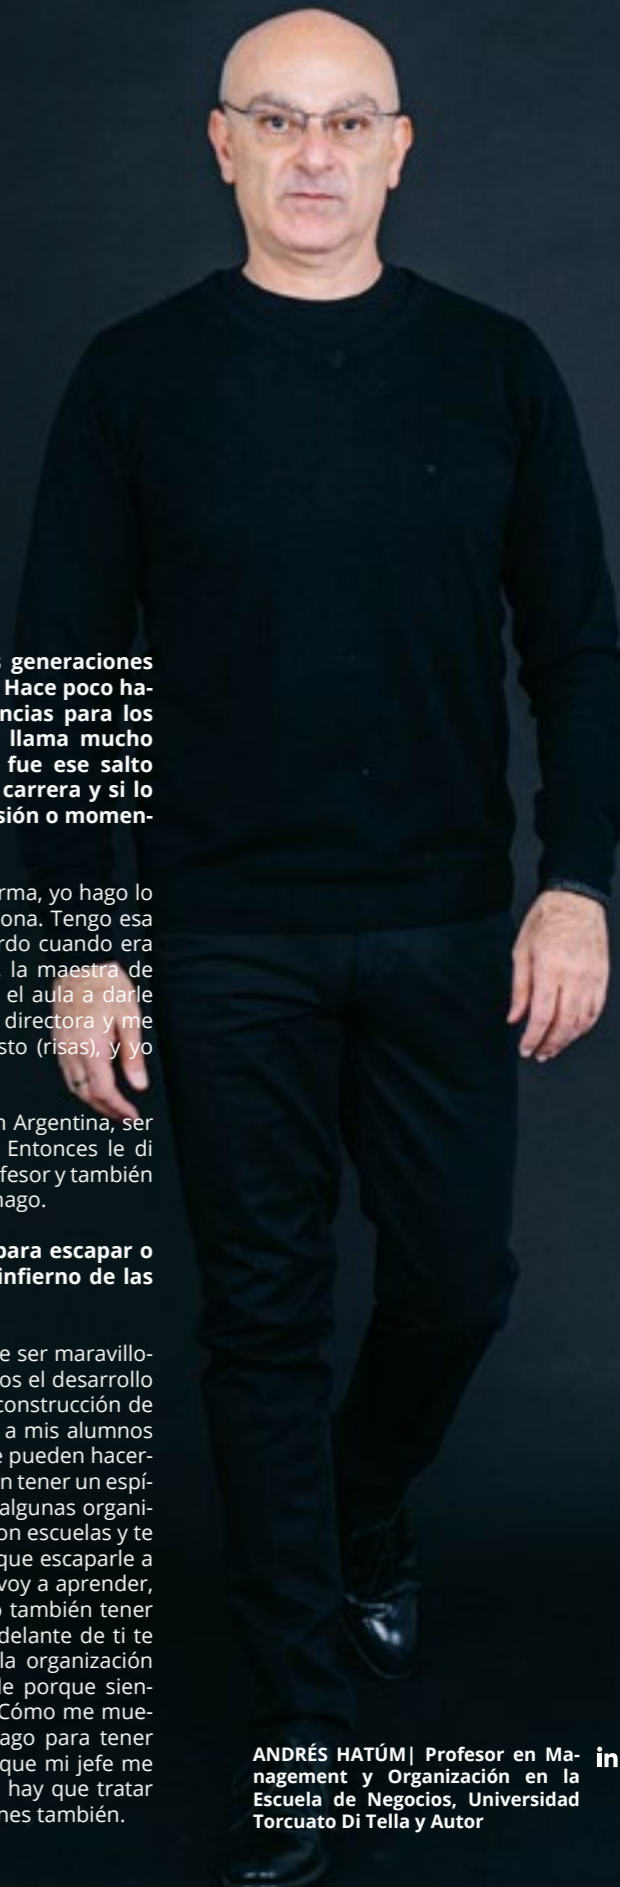 s generaciones
Hace poco ha-
ncias para los
llama mucho
fue ese salto
carrera y si lo
sión o momen-
rma, yo hago lo
ona. Tengo esa
rdo cuando era
la maestra de
el aula a darle
directora y me
sto (risas), y yo
n Argentina, ser
Entonces le di
fesor y también
hago.
para escapar o
infierno de las
e ser maravillo-
os el desarrollo
construcción de
a mis alumnos
e pueden hacer-
n tener un espí-
algunas organi-
on escuelas y te
que escaparle a
voy a aprender,
o también tener
delante de ti te
la organización
le porque sien-
Cómo me mue-
ago para tener
que mi jefe me
hay que tratar
nes también.
ANDRÉS HATÚM| Profesor en Ma-
nagement y Organización en la
Escuela de Negocios, Universidad
Torcuato Di Tella y Autor
in